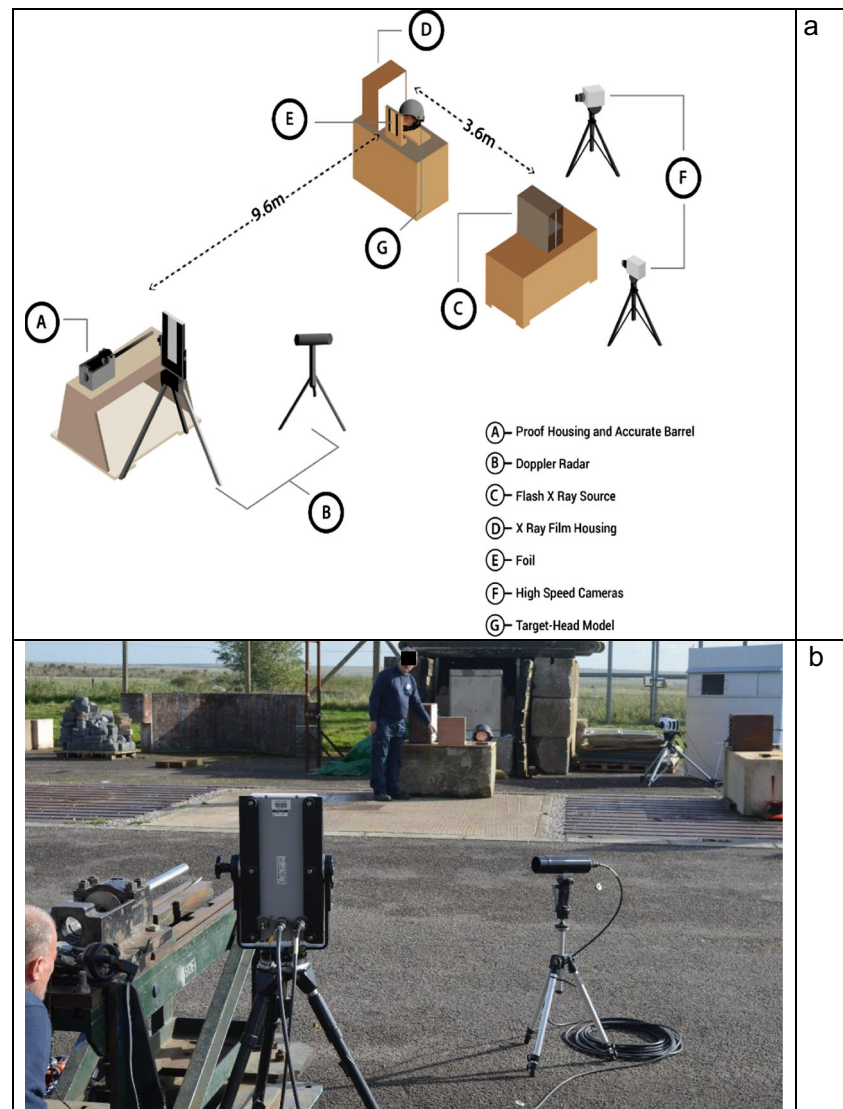 a
D
E
3.6m
F
9.6m
G
C
A
B
A Proof Housing and Accurate Barrel
B Doppler Radar
C Flash X Ray Source
D X Ray Film Housing
E Foil
F High Speed Cameras
G Target-Head Model
b